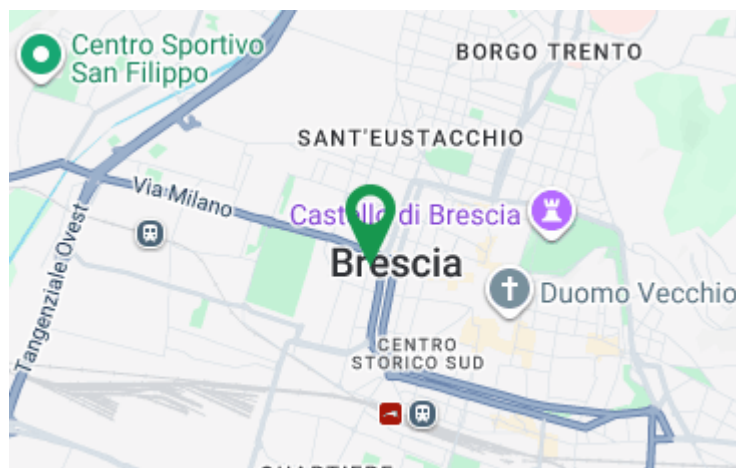 Centro Sportivo
San Filippo
BORGO TRENTO
SANT'EUSTACCHIO
Via Milano
Castello di Brescia
Tangenziale Ovest
Brescia
Duomo Vecchio
CENTRO
STORICO SUD
QUARTIERE